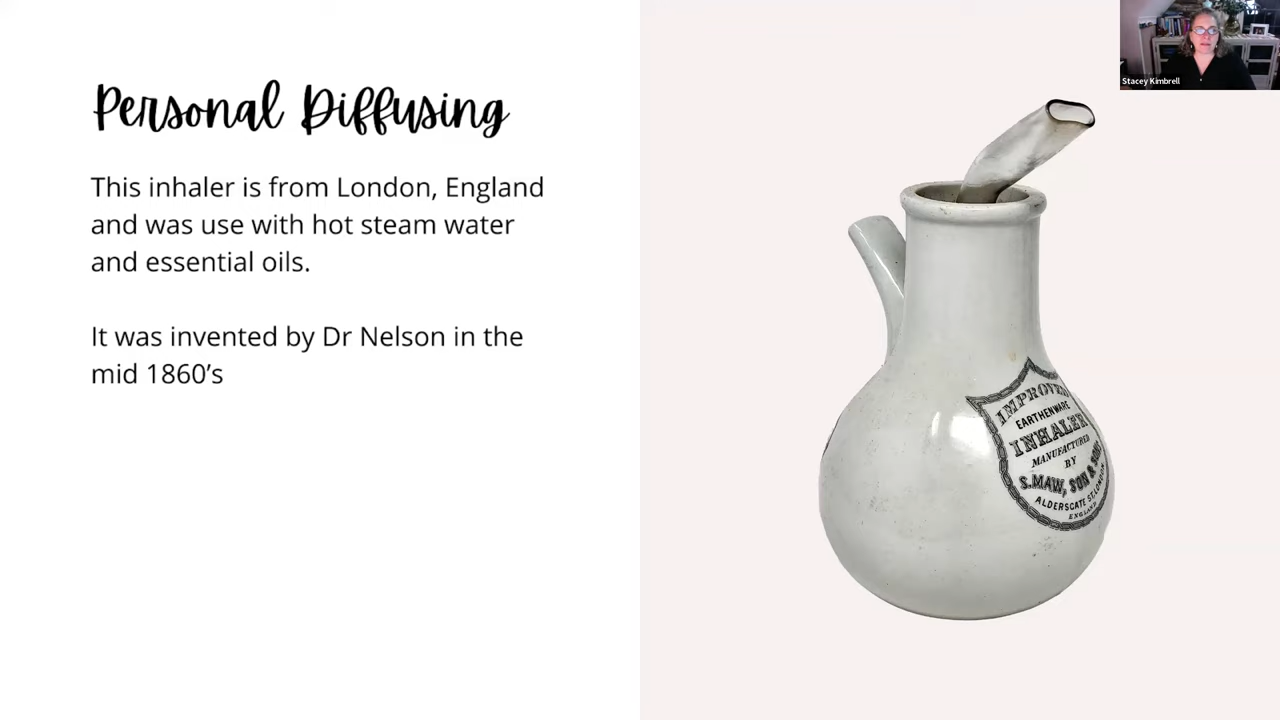 Personal Diffusing
This inhaler is from London, England
and was use with hot steam water
and essential oils.
It was invented by Dr Nelson in the
mid 1860's
Stacey Kimbrell
IMPROVED
EARTHENWARE
INHALER
MANUFACTURED
BY
S. MAW, SON & SONS
ALDERSGATE ST. LONDON
ENGLAND